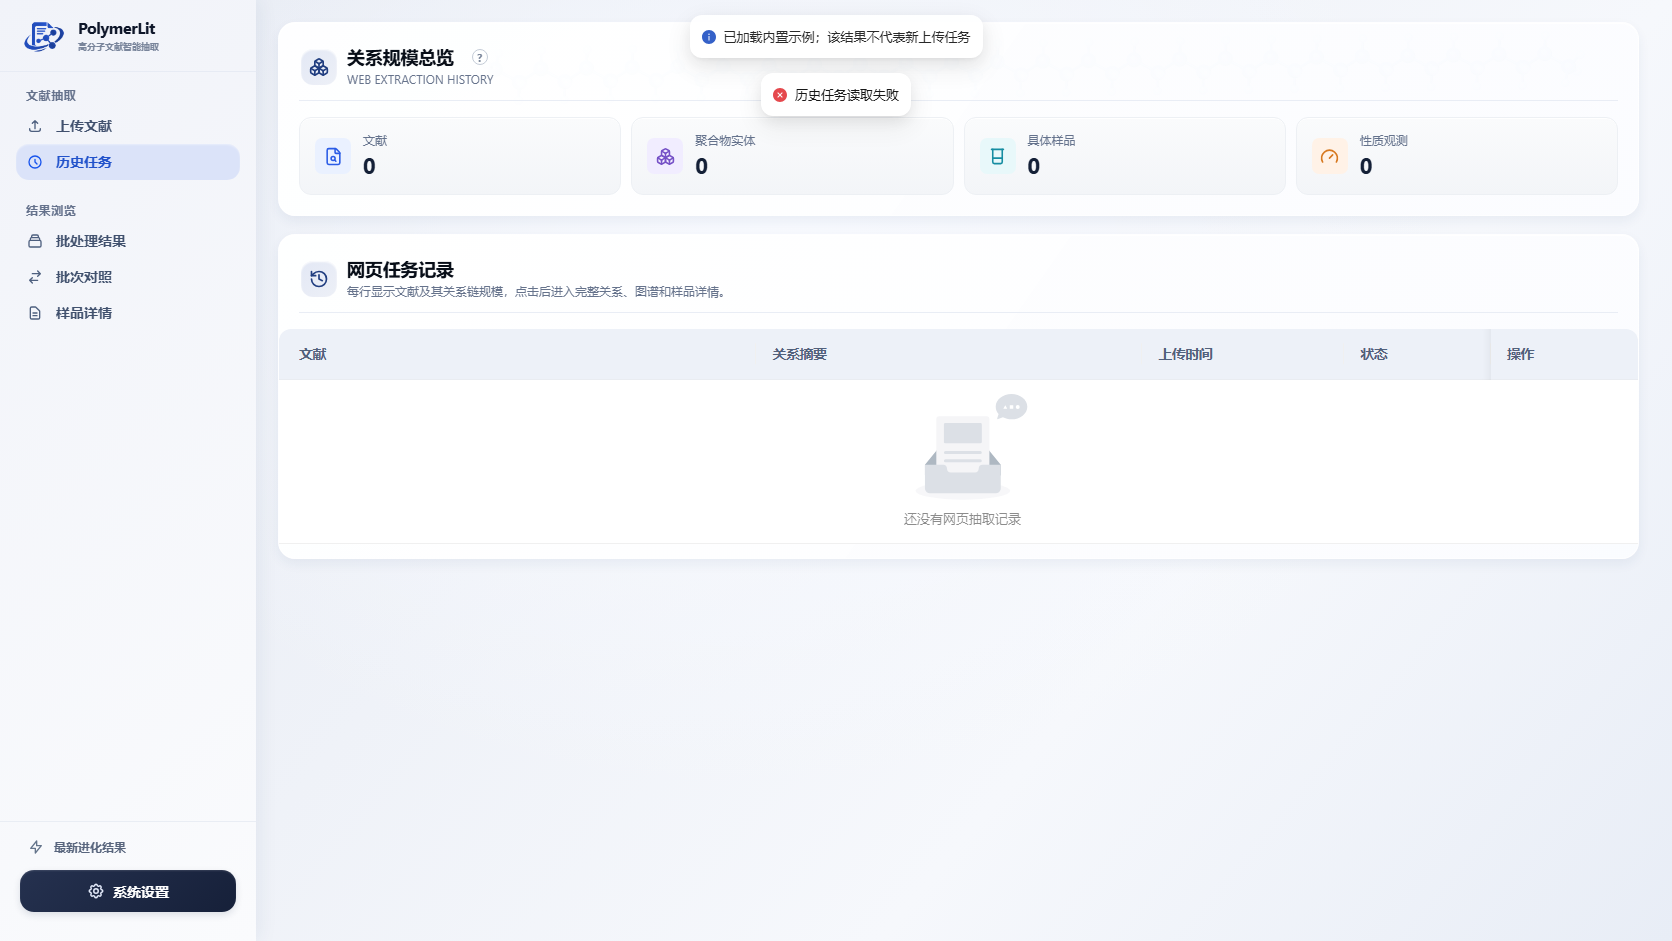 PolymerLit
高分子文献智能抽取
文献抽取
上传文献
历史任务
结果浏览
批处理结果
批次对照
样品详情
最新进化结果
系统设置
已加载内置示例；该结果不代表新上传任务
历史任务读取失败
关系规模总览 ?
WEB EXTRACTION HISTORY
文献
0
聚合物实体
0
具体样品
0
性质观测
0
网页任务记录
每行显示文献及其关系链规模，点击后进入完整关系、图谱和样品详情。
文献 关系摘要 上传时间 状态 操作
还没有网页抽取记录